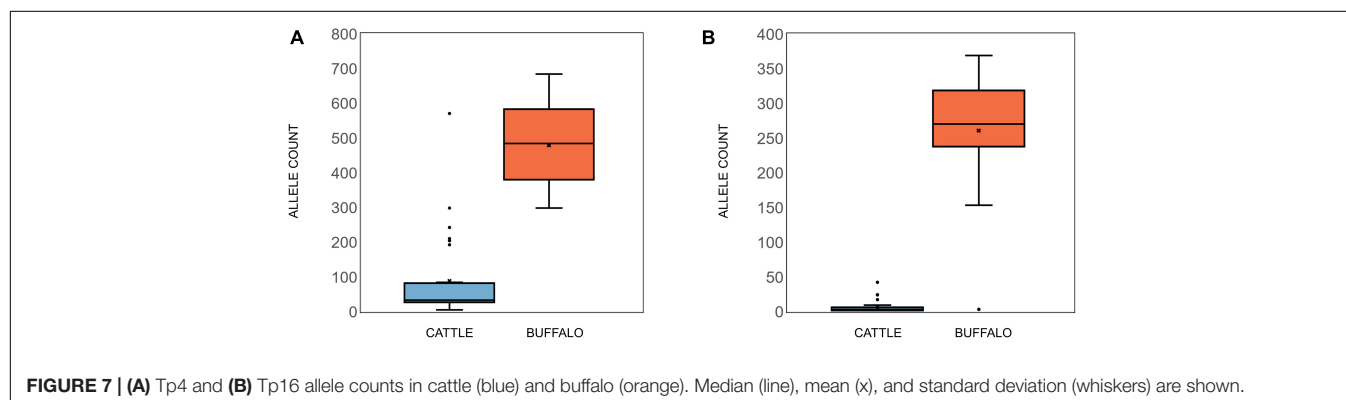 A
800
700
600
500
400
300
200
100
0
ALLELE COUNT
CATTLE
BUFFALO
B
400
350
300
250
200
150
100
50
0
ALLELE COUNT
CATTLE
BUFFALO
FIGURE 7 | (A) Tp4 and (B) Tp16 allele counts in cattle (blue) and buffalo (orange). Median (line), mean (x), and standard deviation (whiskers) are shown.